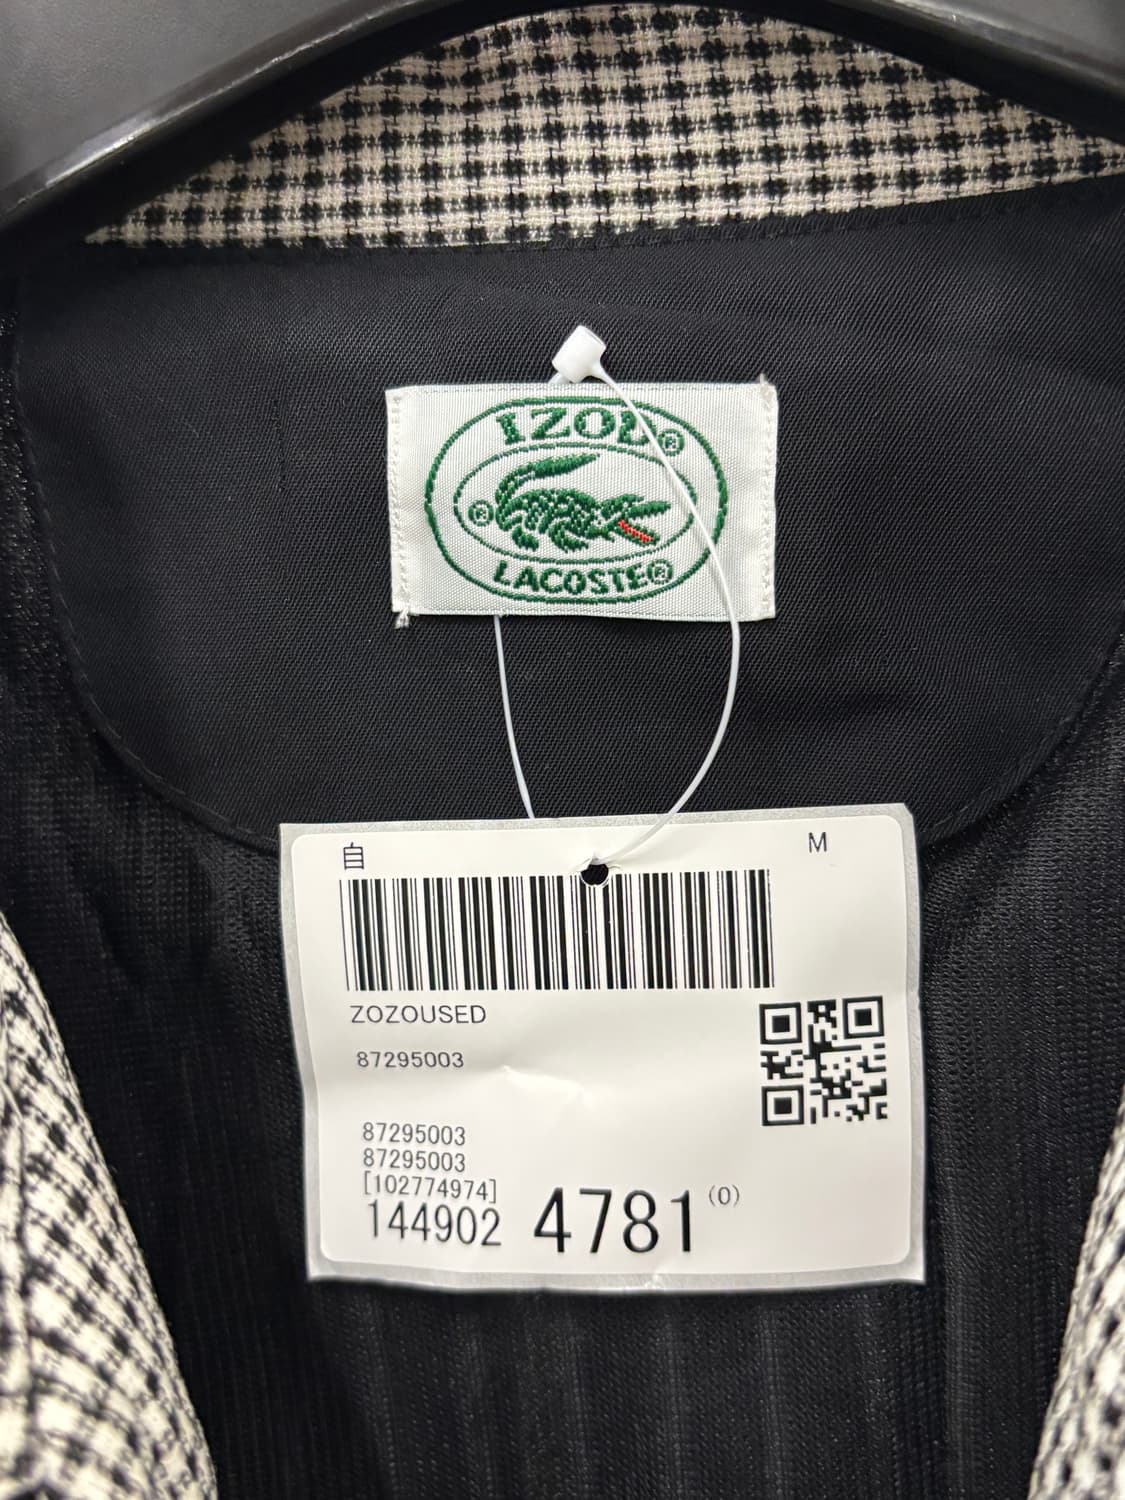 IZOD®
®
LACOSTE®
自 M
ZOZOUSED
87295003
87295003
87295003
[102774974]
144902 4781 (0)